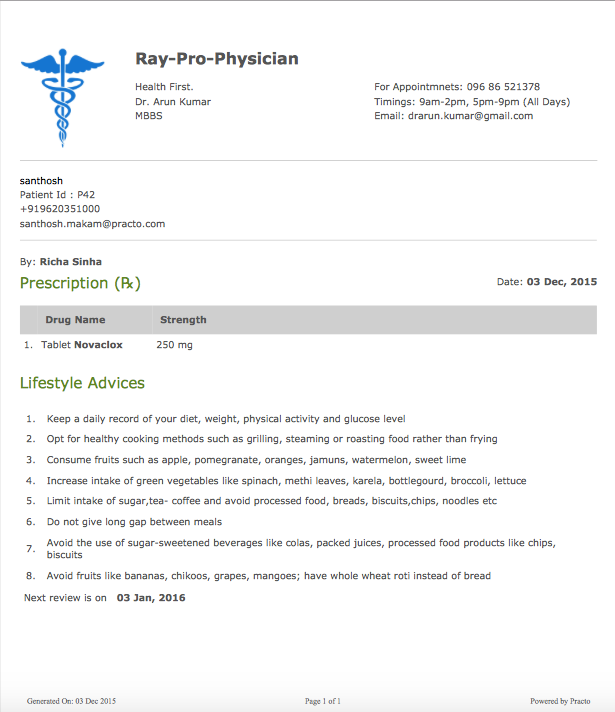 Ray-Pro-Physician
Health First.
Dr. Arun Kumar
MBBS
For Appointmnets: 096 86 521378
Timings: 9am-2pm, 5pm-9pm (All Days)
Email: drarun.kumar@gmail.com
santhosh
Patient Id : P42
+919620351000
santhosh.makam@practo.com
By: Richa Sinha
Prescription (℞)
Date: 03 Dec, 2015
Drug Name Strength
1. Tablet Novaclox 250 mg
Lifestyle Advices
1. Keep a daily record of your diet, weight, physical activity and glucose level
2. Opt for healthy cooking methods such as grilling, steaming or roasting food rather than frying
3. Consume fruits such as apple, pomegranate, oranges, jamuns, watermelon, sweet lime
4. Increase intake of green vegetables like spinach, methi leaves, karela, bottlegourd, broccoli, lettuce
5. Limit intake of sugar,tea- coffee and avoid processed food, breads, biscuits,chips, noodles etc
6. Do not give long gap between meals
7. Avoid the use of sugar-sweetened beverages like colas, packed juices, processed food products like chips,
biscuits
8. Avoid fruits like bananas, chikoos, grapes, mangoes; have whole wheat roti instead of bread
Next review is on 03 Jan, 2016
Generated On: 03 Dec 2015 Page 1 of 1 Powered by Practo